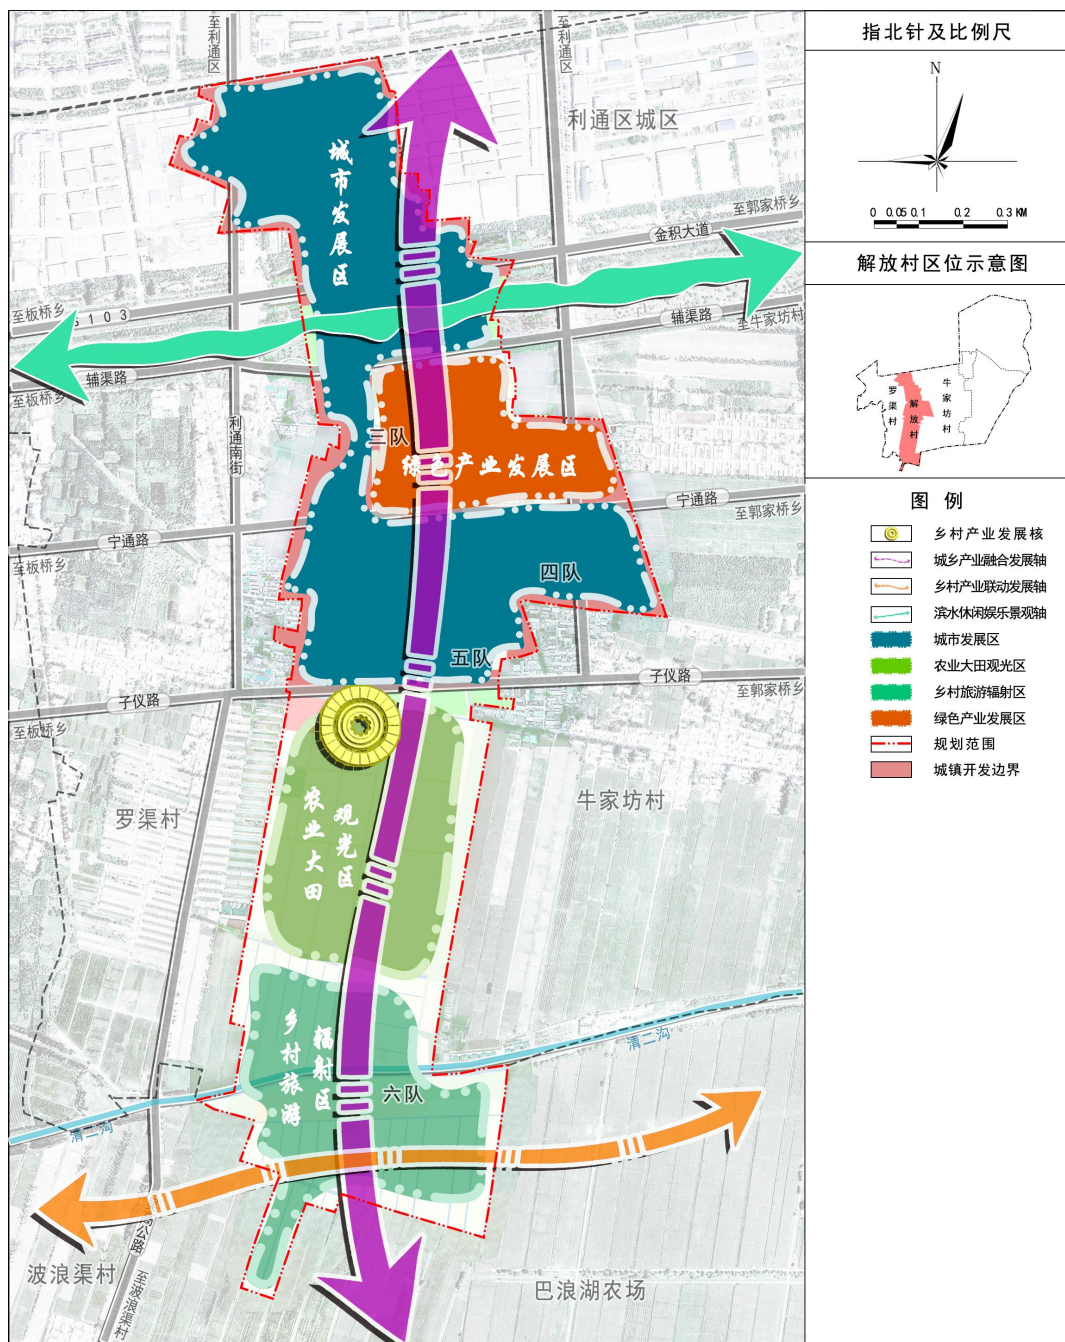 至利通区
至利通区
利通区城区
城市发展区
至郭家桥乡
金积大道
至板桥乡
S103
辅渠路
至牛家坊村
辅渠路
至板桥乡
利通南街
三队
绿色产业发展区
宁通路
至郭家桥乡
宁通路
至板桥乡
四队
五队
子仪路
至郭家桥乡
子仪路
至板桥乡
农业大田
观光区
罗渠村
牛家坊村
乡村旅游
辐射区
六队
清二沟
清二沟
公路
至波浪渠村
波浪渠村
巴浪湖农场
指北针及比例尺
N
0 0.05 0.1 0.2 0.3 KM
解放村区位示意图
罗渠村
解放村
牛家坊村
图例
乡村产业发展核
城乡产业融合发展轴
乡村产业联动发展轴
滨水休闲娱乐景观轴
城市发展区
农业大田观光区
乡村旅游辐射区
绿色产业发展区
规划范围
城镇开发边界